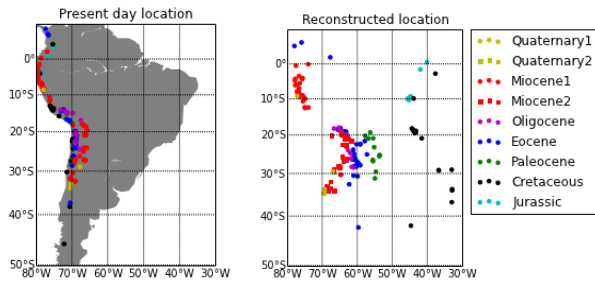 Present day location
Reconstructed location
0°
10°S
20°S
30°S
40°S
50°S
80°W 70°W 60°W 50°W 40°W 30°W
0°
10°S
20°S
30°S
40°S
50°S
80°W 70°W 60°W 50°W 40°W 30°W
Quaternary1
Quaternary2
Miocene1
Miocene2
Oligocene
Eocene
Paleocene
Cretaceous
Jurassic